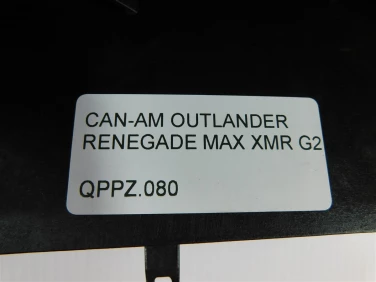 CAN-AM OUTLANDER
RENEGADE MAX XMR G2
QPPZ.080